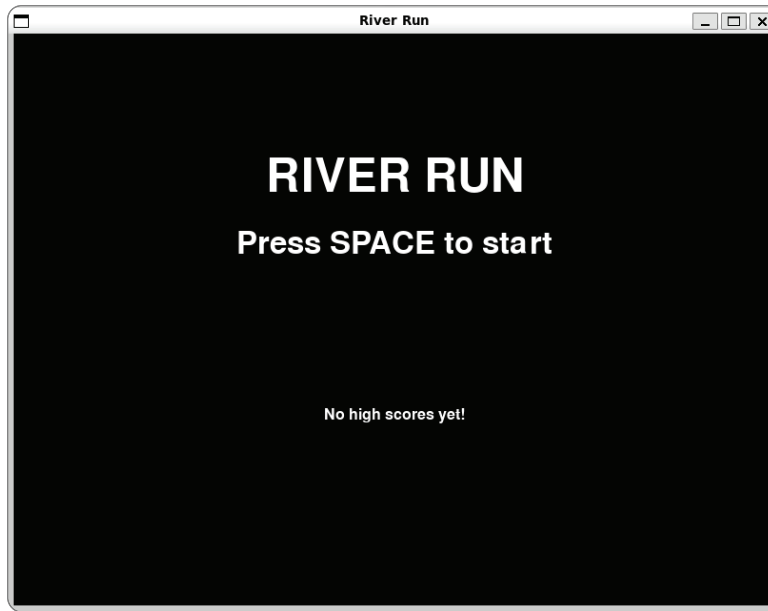 River Run
RIVER RUN
Press SPACE to start
No high scores yet!